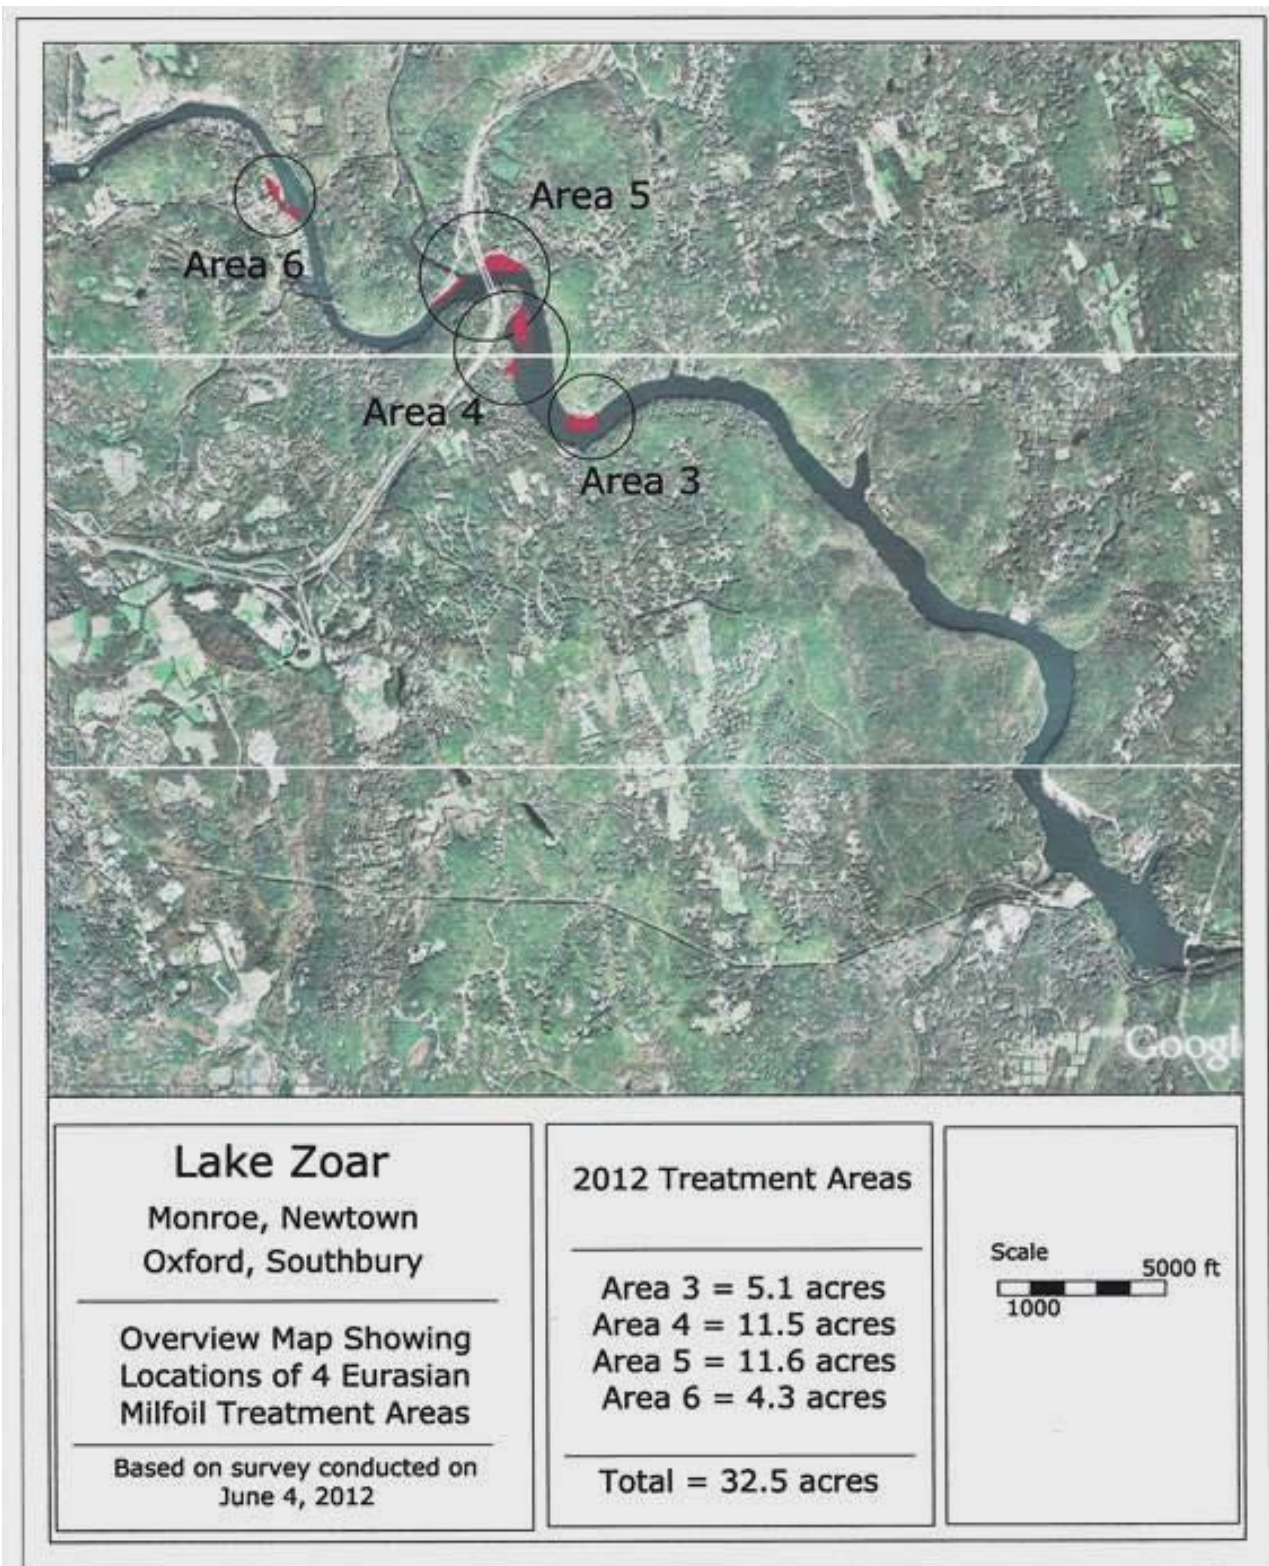 Area 5
Area 6
Area 4
Area 3
Googl
Lake Zoar
Monroe, Newtown
Oxford, Southbury
Overview Map Showing
Locations of 4 Eurasian
Milfoil Treatment Areas
Based on survey conducted on
June 4, 2012
2012 Treatment Areas
Area 3 = 5.1 acres
Area 4 = 11.5 acres
Area 5 = 11.6 acres
Area 6 = 4.3 acres
Total = 32.5 acres
Scale
5000 ft
1000